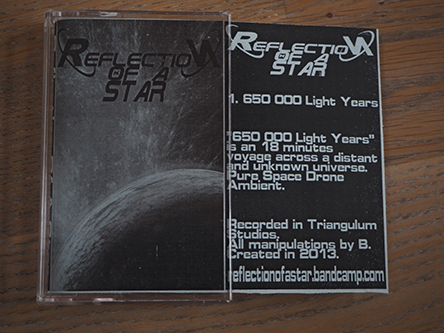 REFLECTION
OF A
STAR
REFLECTION
OF A
STAR
1. 650 000 Light Years
"650 000 Light Years"
is an 18 minutes
voyage across a distant
and unknown universe.
Pure Space Drone
Ambient.
Recorded in Triangulum
Studios.
All manipulations by B.
Created in 2013.
reflectionofastar.bandcamp.com